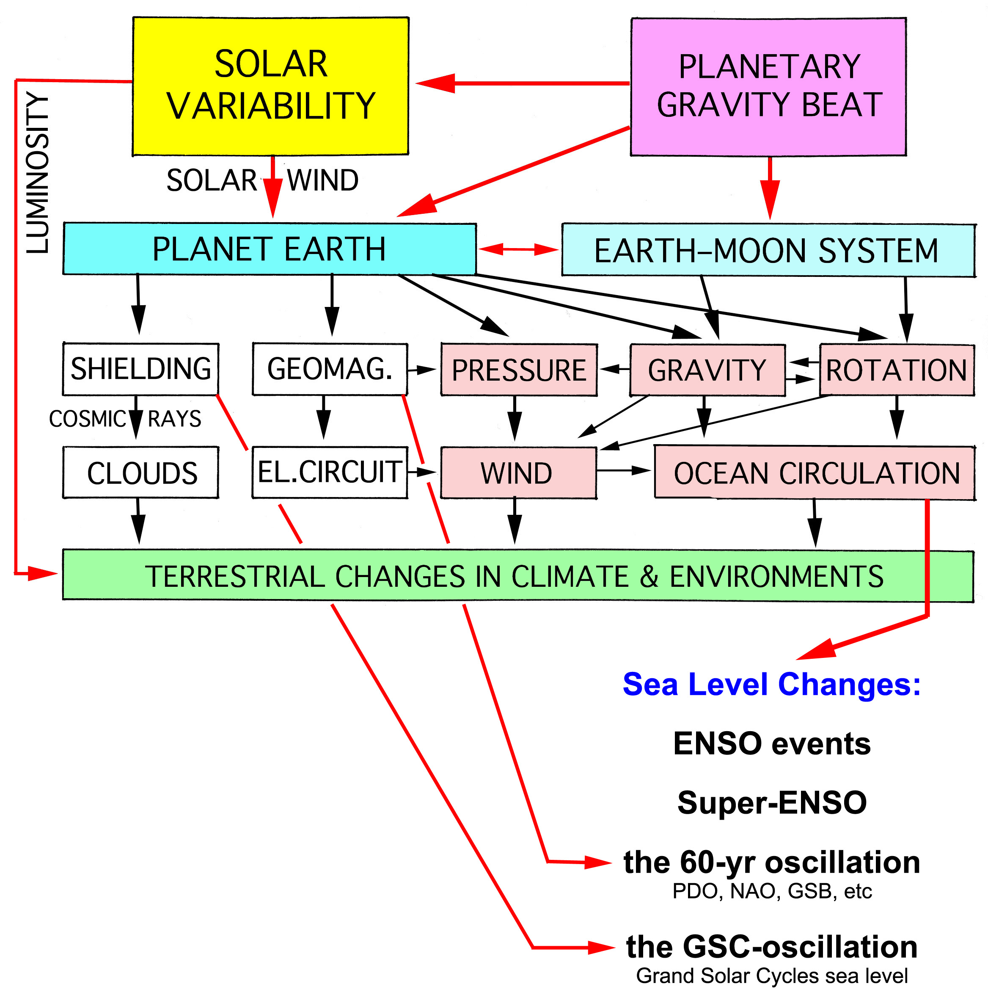 SOLAR
VARIABILITY
PLANETARY
GRAVITY BEAT
LUMINOSITY
SOLAR WIND
PLANET EARTH
EARTH–MOON SYSTEM
SHIELDING
GEOMAG.
PRESSURE
GRAVITY
ROTATION
COSMIC RAYS
CLOUDS
EL.CIRCUIT
WIND
OCEAN CIRCULATION
TERRESTRIAL CHANGES IN CLIMATE & ENVIRONMENTS
Sea Level Changes:
ENSO events
Super-ENSO
the 60-yr oscillation
PDO, NAO, GSB, etc
the GSC-oscillation
Grand Solar Cycles sea level